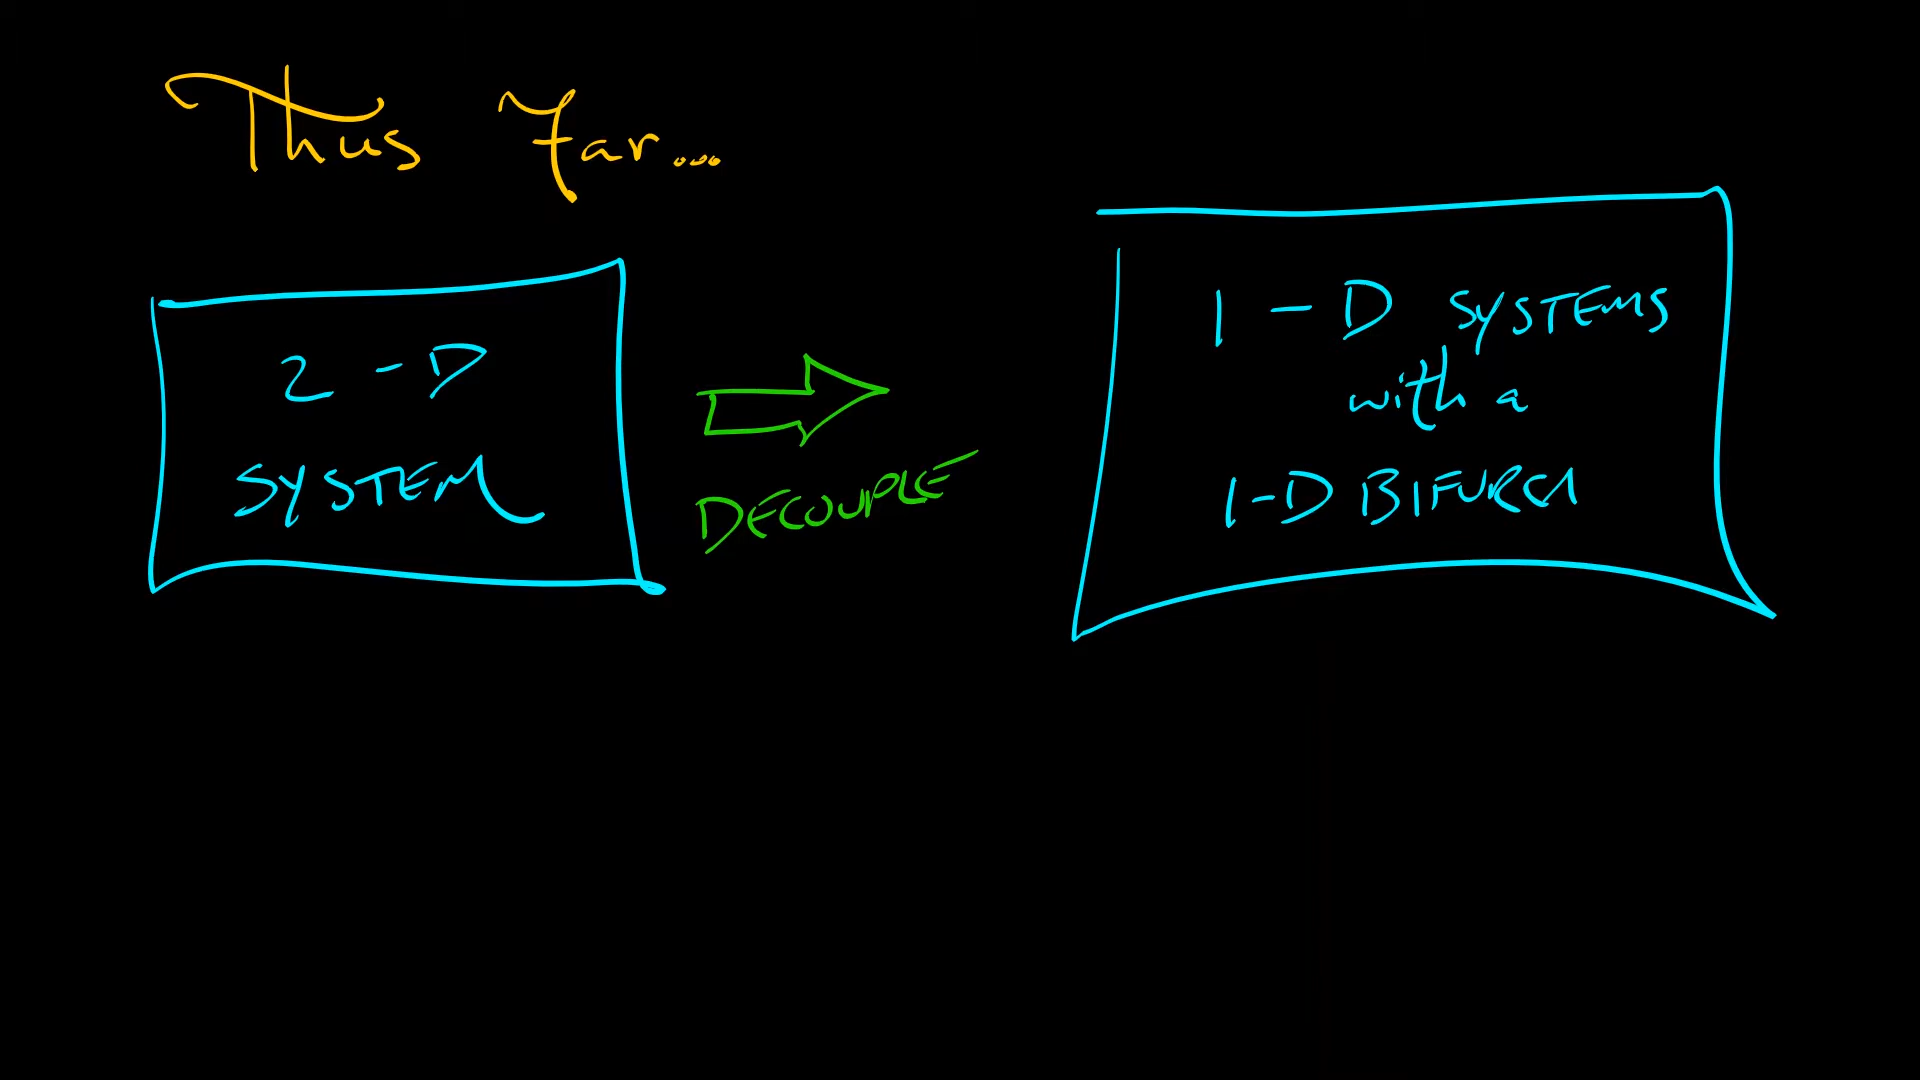 Thus Far...
2-D
SYSTEM
DECOUPLE
1-D SYSTEMS
with a
1-D BIFURCA